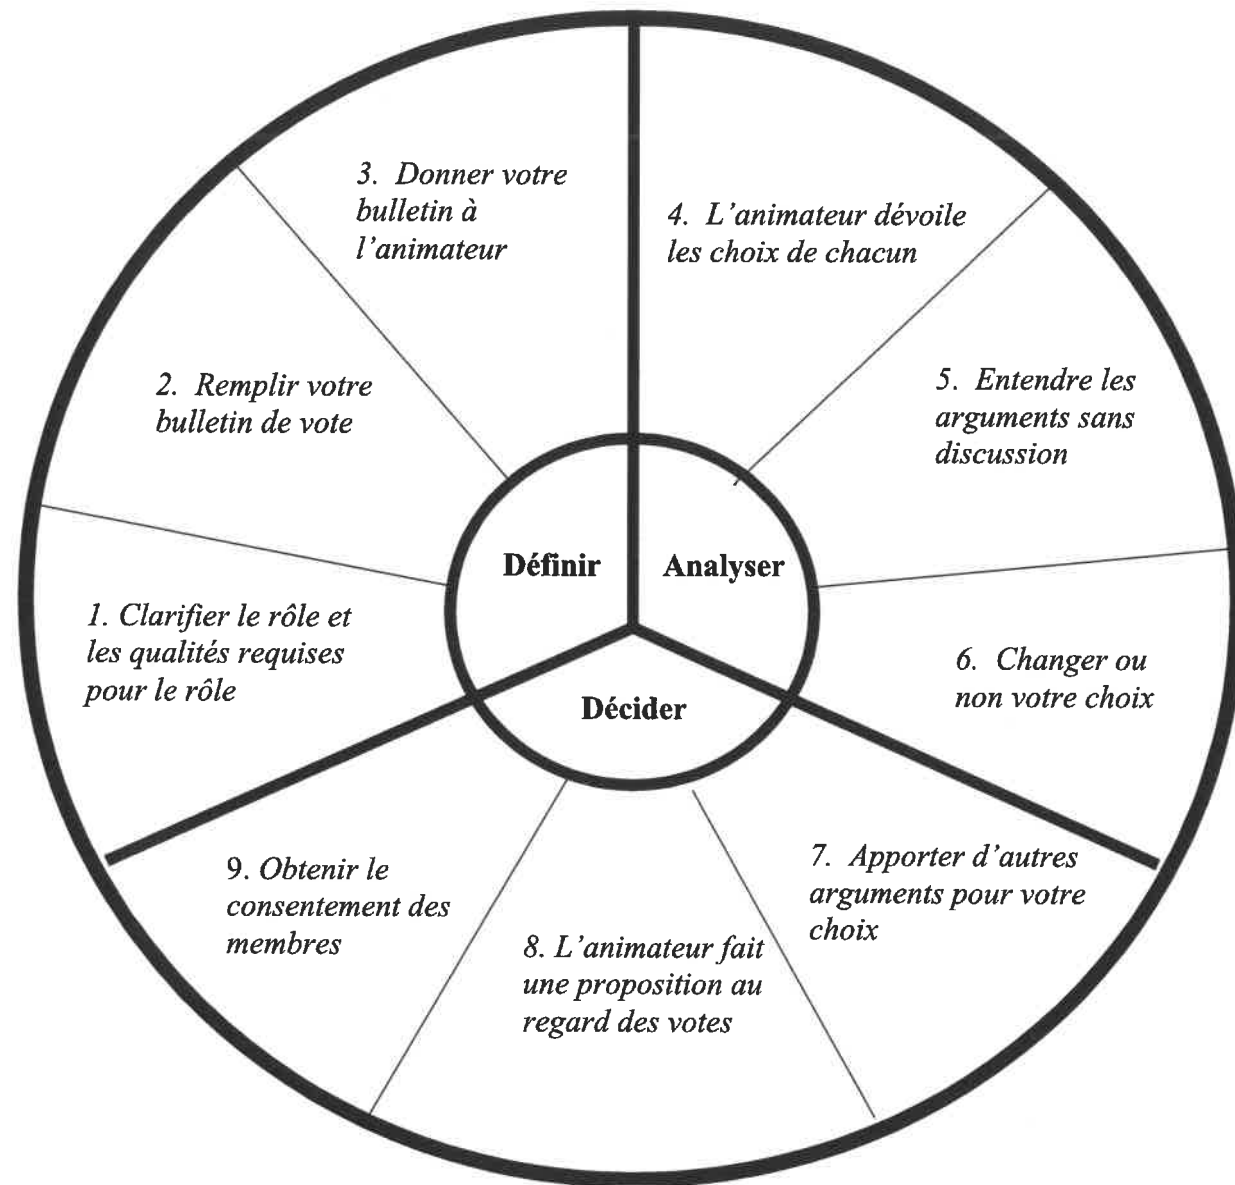 3. Donner votre
bulletin à
l'animateur
4. L'animateur dévoile
les choix de chacun
2. Remplir votre
bulletin de vote
5. Entendre les
arguments sans
discussion
Définir
Analyser
1. Clarifier le rôle et
les qualités requises
pour le rôle
6. Changer ou
non votre choix
Décider
7. Apporter d'autres
arguments pour votre
choix
9. Obtenir le
consentement des
membres
8. L'animateur fait
une proposition au
regard des votes